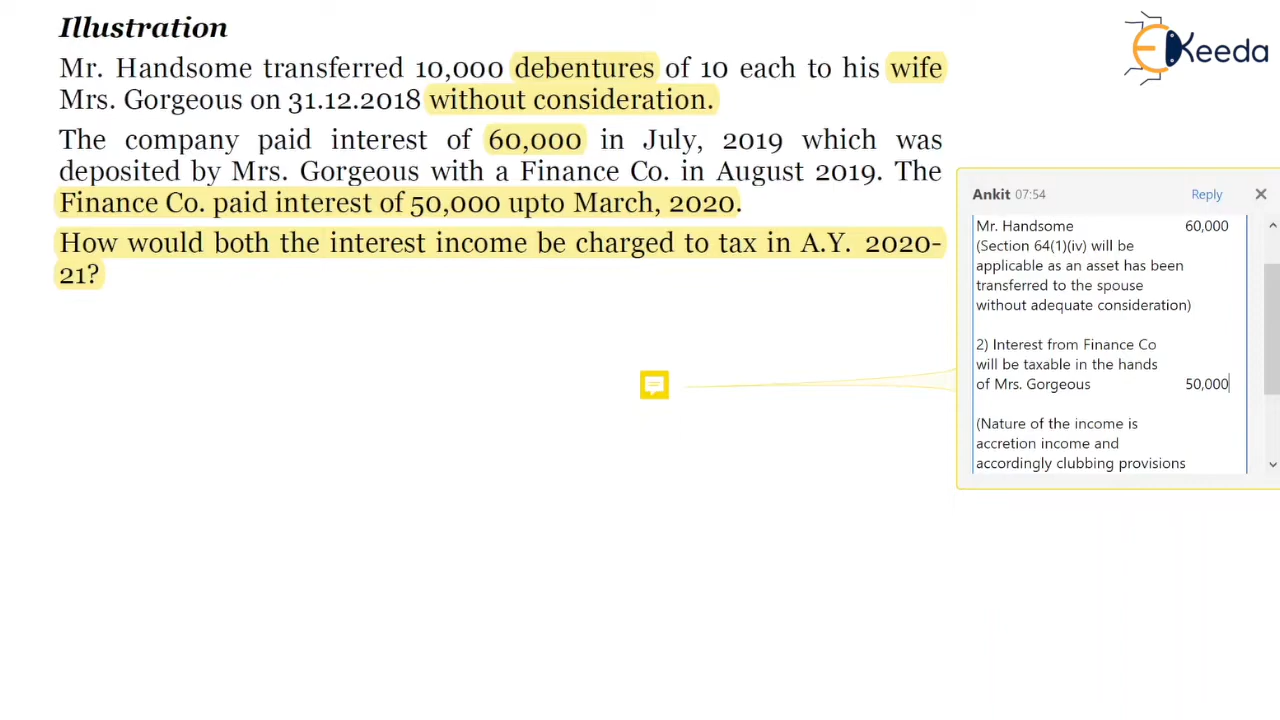 Illustration
Mr. Handsome transferred 10,000 debentures of 10 each to his wife
Mrs. Gorgeous on 31.12.2018 without consideration.
The company paid interest of 60,000 in July, 2019 which was
deposited by Mrs. Gorgeous with a Finance Co. in August 2019. The
Finance Co. paid interest of 50,000 upto March, 2020.
How would both the interest income be charged to tax in A.Y. 2020-
21?
EKeeda
Ankit 07:54 Reply
Mr. Handsome 60,000
(Section 64(1)(iv) will be
applicable as an asset has been
transferred to the spouse
without adequate consideration)
2) Interest from Finance Co
will be taxable in the hands
of Mrs. Gorgeous 50,000
(Nature of the income is
accretion income and
accordingly clubbing provisions